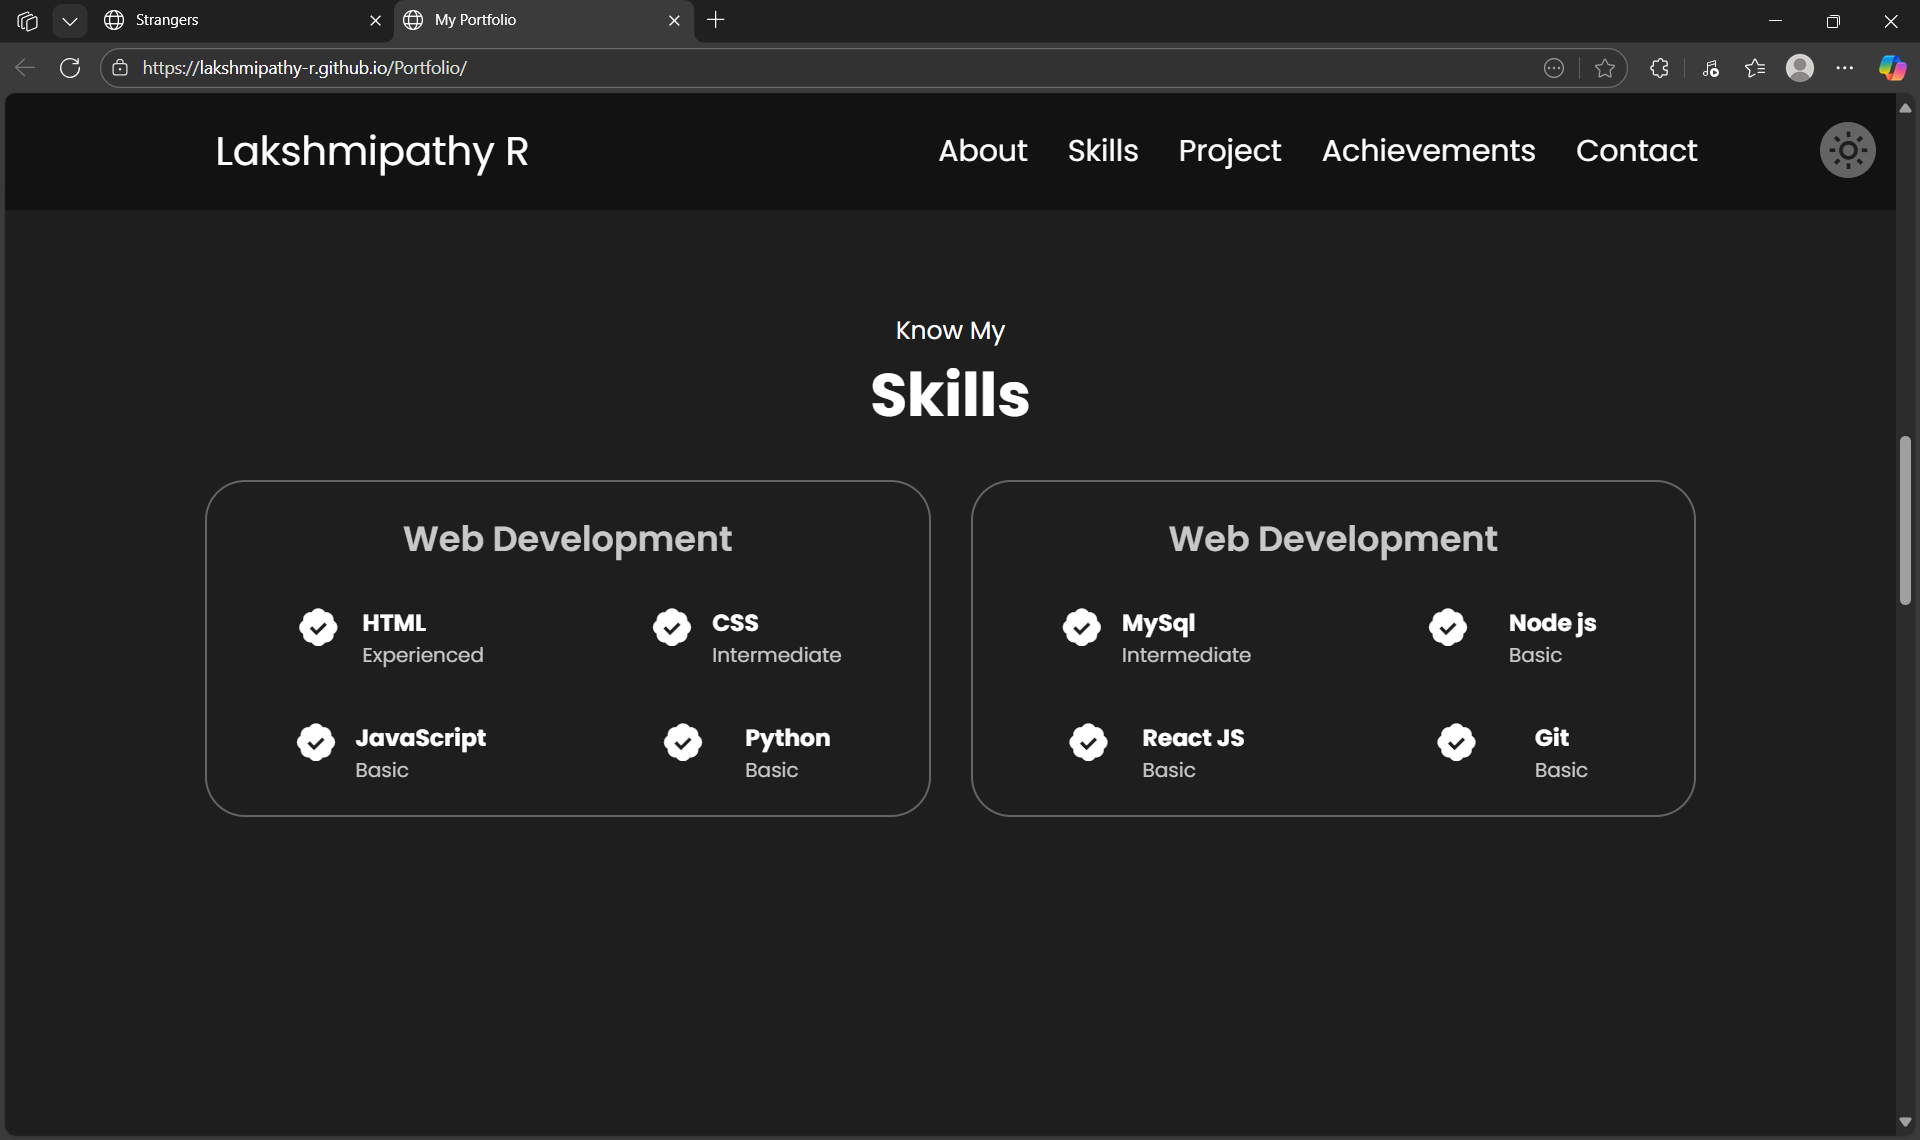 Strangers
My Portfolio
https://lakshmipathy-r.github.io/Portfolio/
Lakshmipathy R
About
Skills
Project
Achievements
Contact
Know My
Skills
Web Development
HTML
Experienced
CSS
Intermediate
JavaScript
Basic
Python
Basic
Web Development
MySql
Intermediate
Node js
Basic
React JS
Basic
Git
Basic